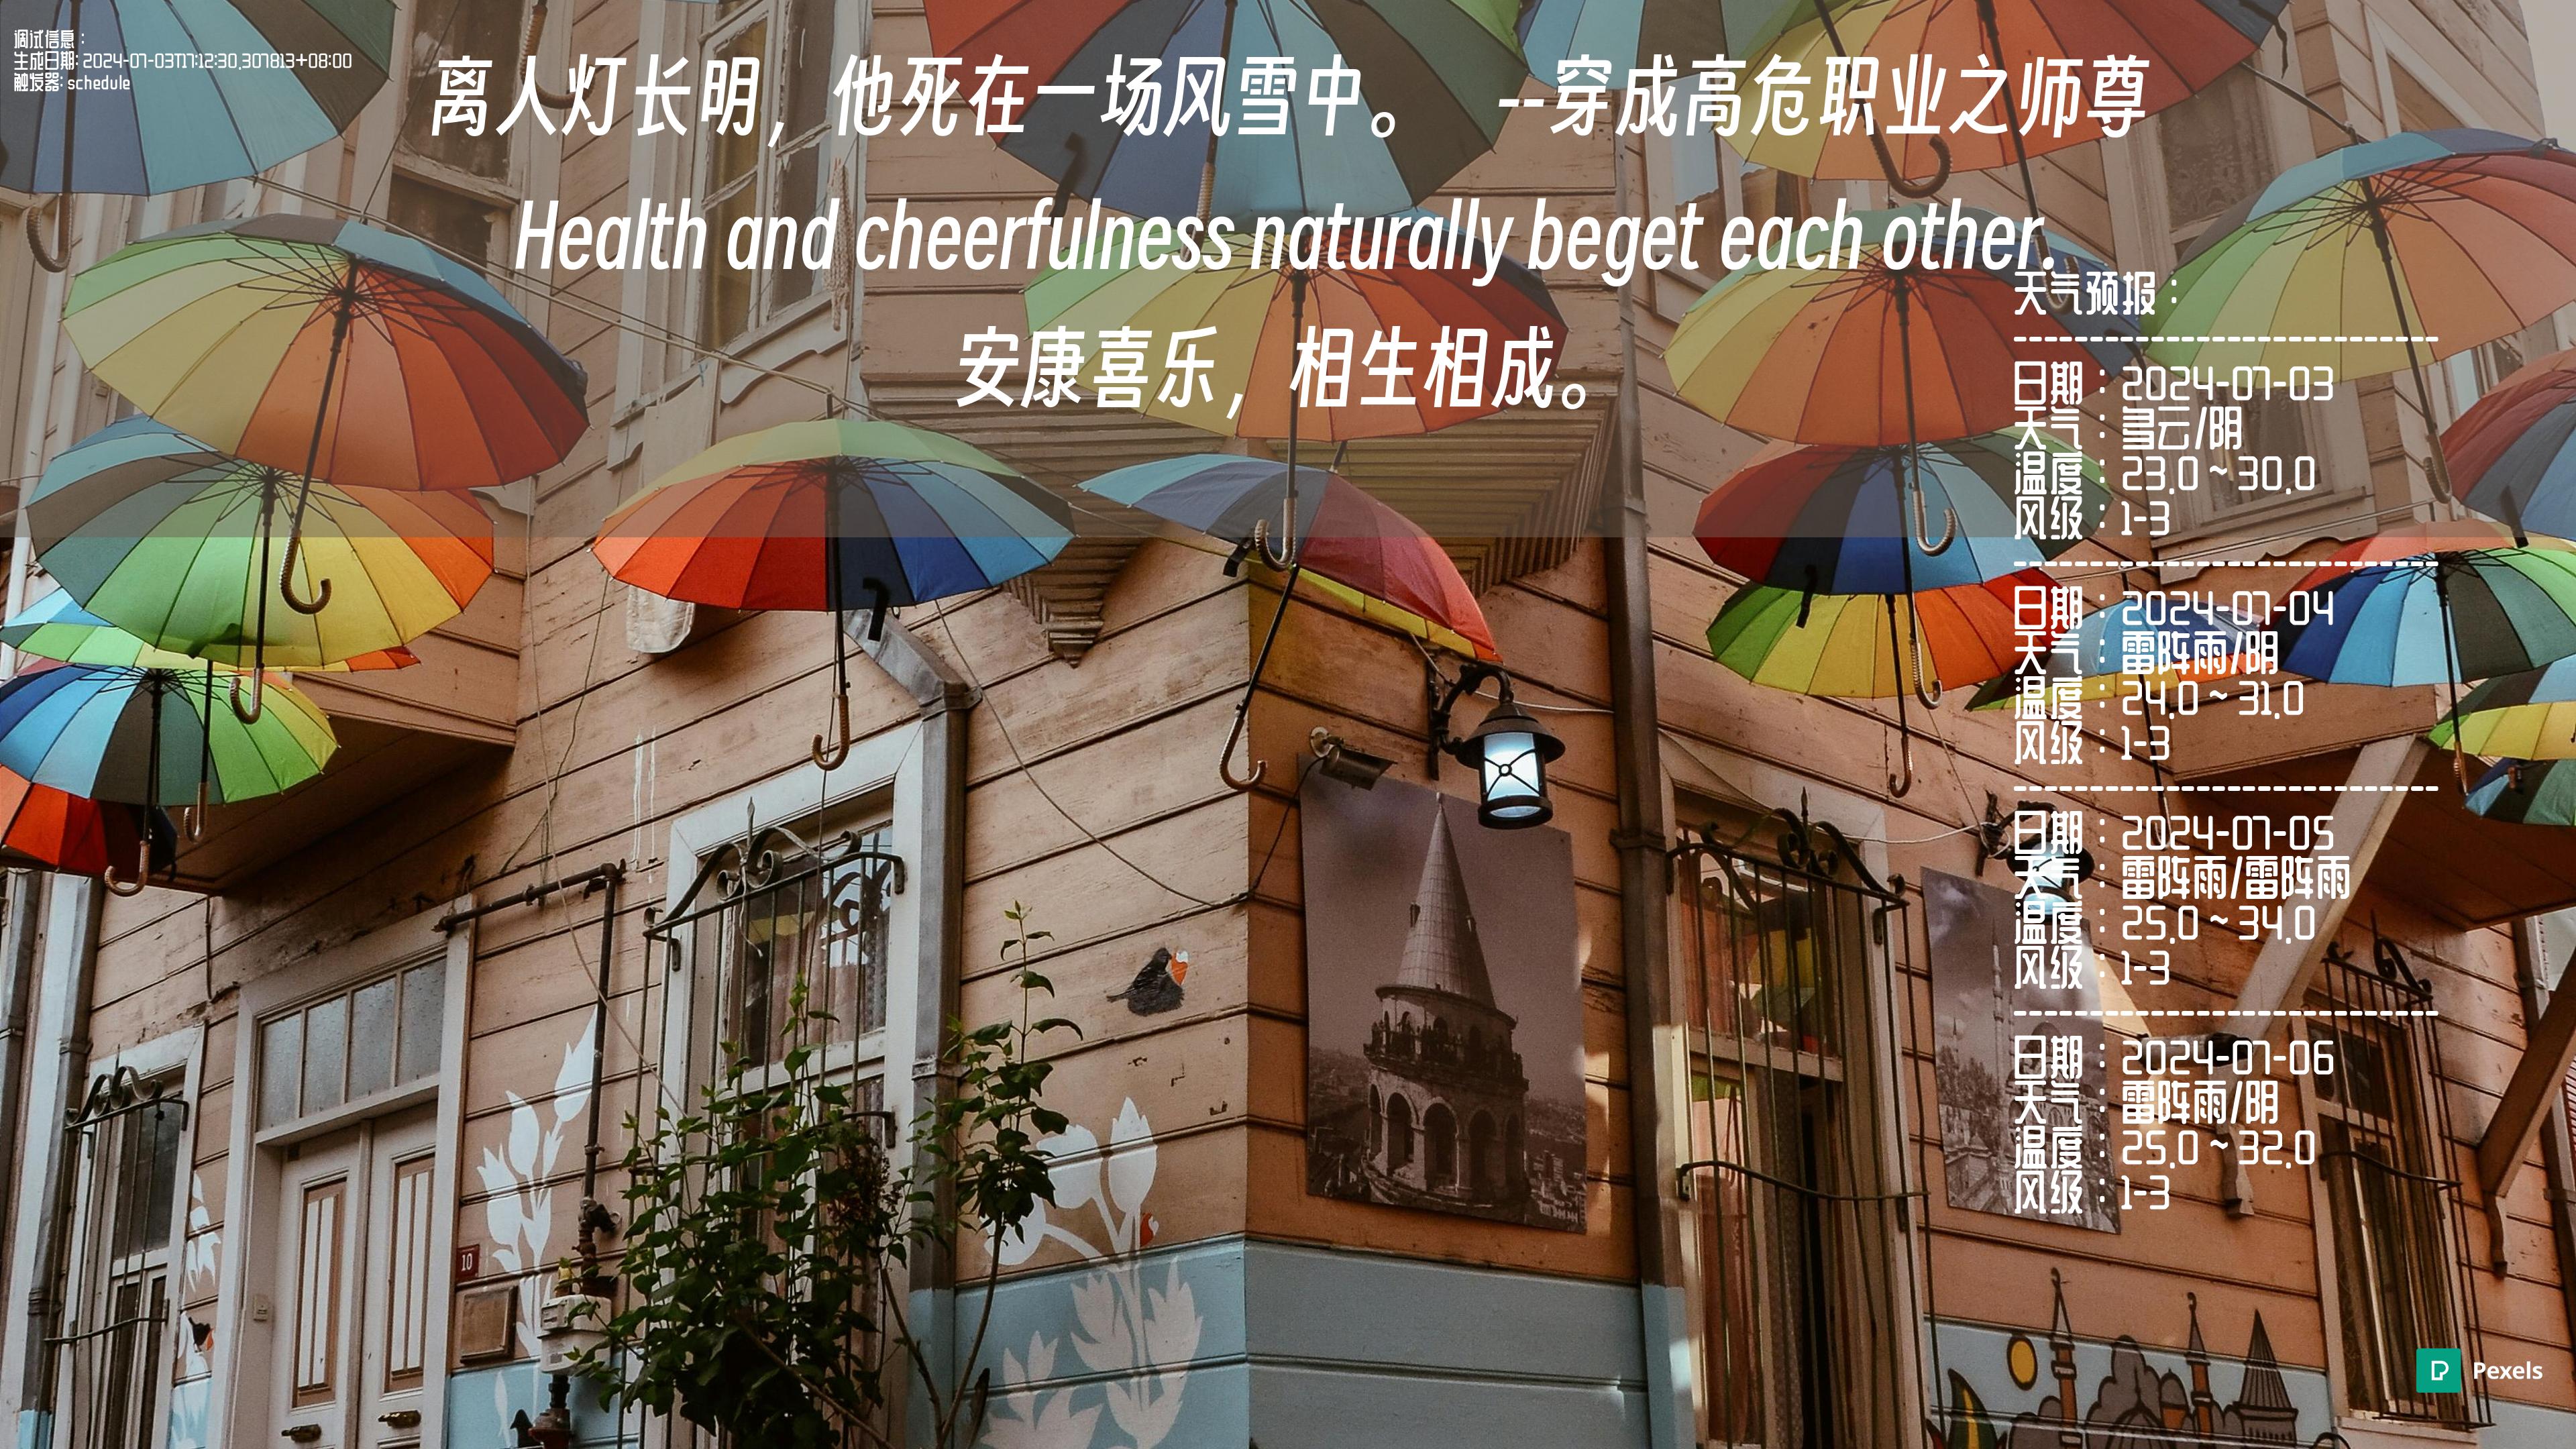 调试信息：
生成日期: 2024-07-03T17:12:30.307813+08:00
触发器: schedule
离人灯长明，他死在一场风雪中。 --穿成高危职业之师尊
Health and cheerfulness naturally beget each other.
安康喜乐，相生相成。
天气预报：
------------------------------
日期：2024-07-03
天气：多云/阴
温度：23.0 ~ 30.0
风级：1-3
------------------------------
日期：2024-07-04
天气：雷阵雨/阴
温度：24.0 ~ 31.0
风级：1-3
------------------------------
日期：2024-07-05
天气：雷阵雨/雷阵雨
温度：25.0 ~ 34.0
风级：1-3
------------------------------
日期：2024-07-06
天气：雷阵雨/阴
温度：25.0 ~ 32.0
风级：1-3
10
Pexels